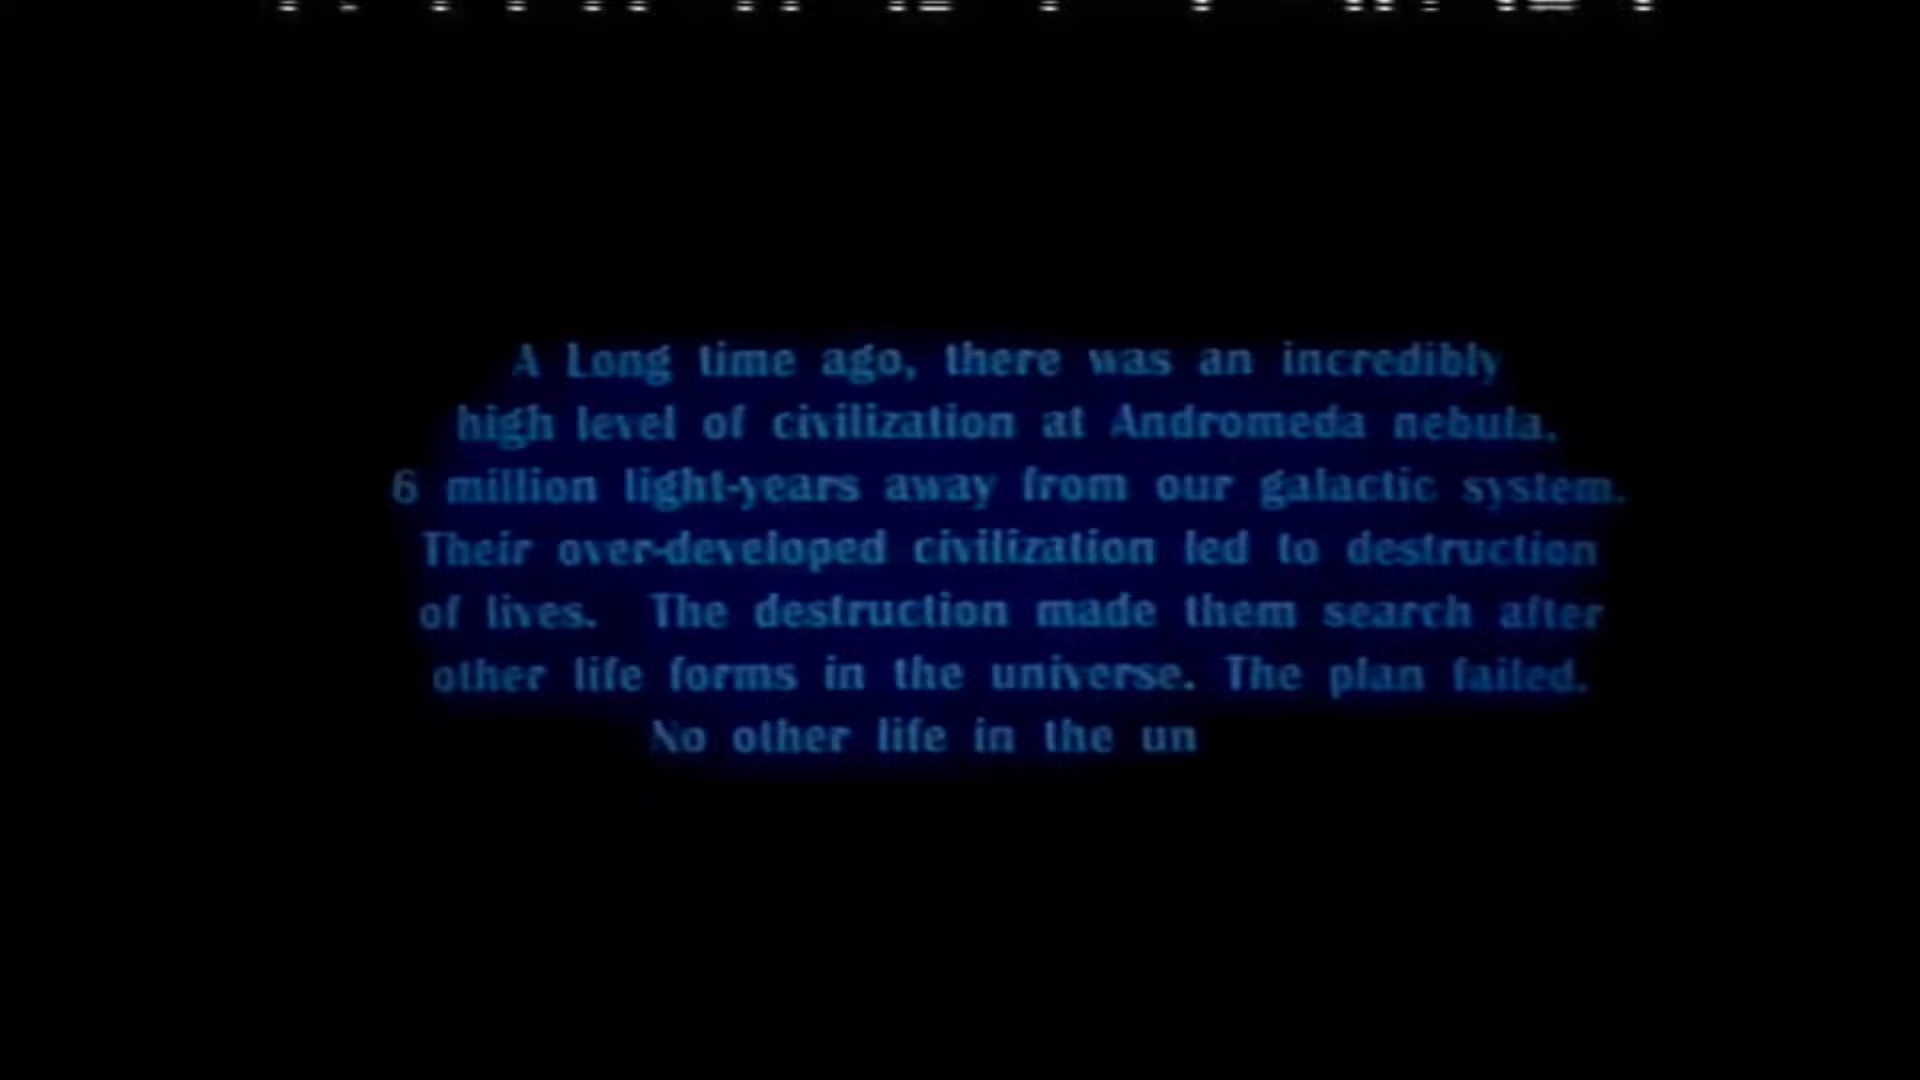 A Long time ago, there was an incredibly
high level of civilization at Andromeda nebula,
6 million light-years away from our galactic system.
Their over-developed civilization led to destruction
of lives. The destruction made them search after
other life forms in the universe. The plan failed.
No other life in the un